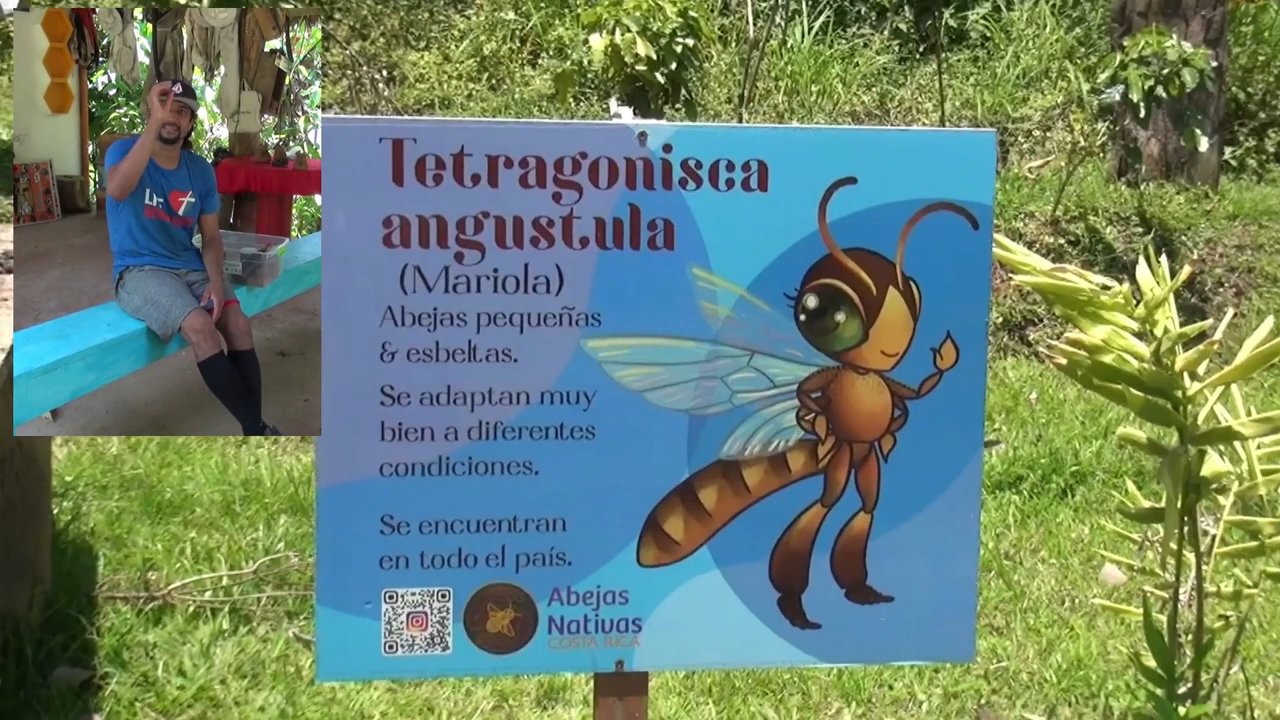 Tetragonisca
angustula
(Mariola)
Abejas pequeñas
& esbeltas.
Se adaptan muy
bien a diferentes
condiciones.
Se encuentran
en todo el país.
Abejas
Nativas
COSTA RICA